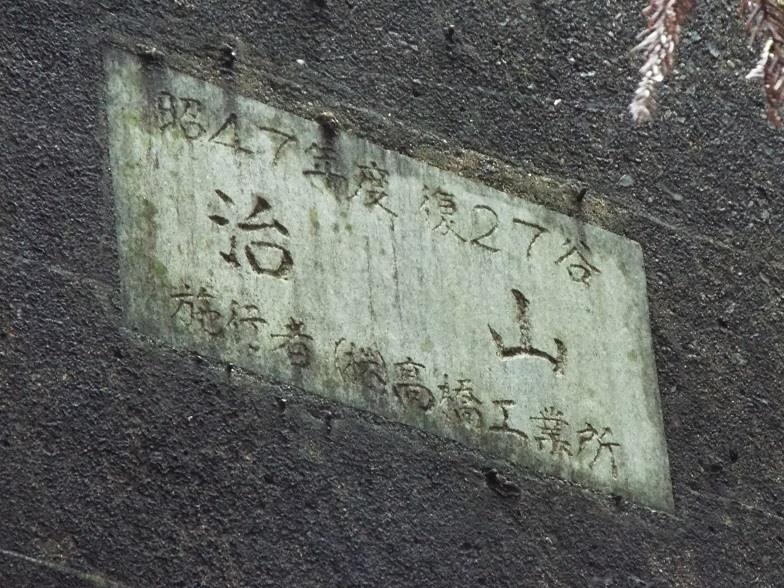 昭47年度 復27谷
治 山
施行者 (株)高橋工業所